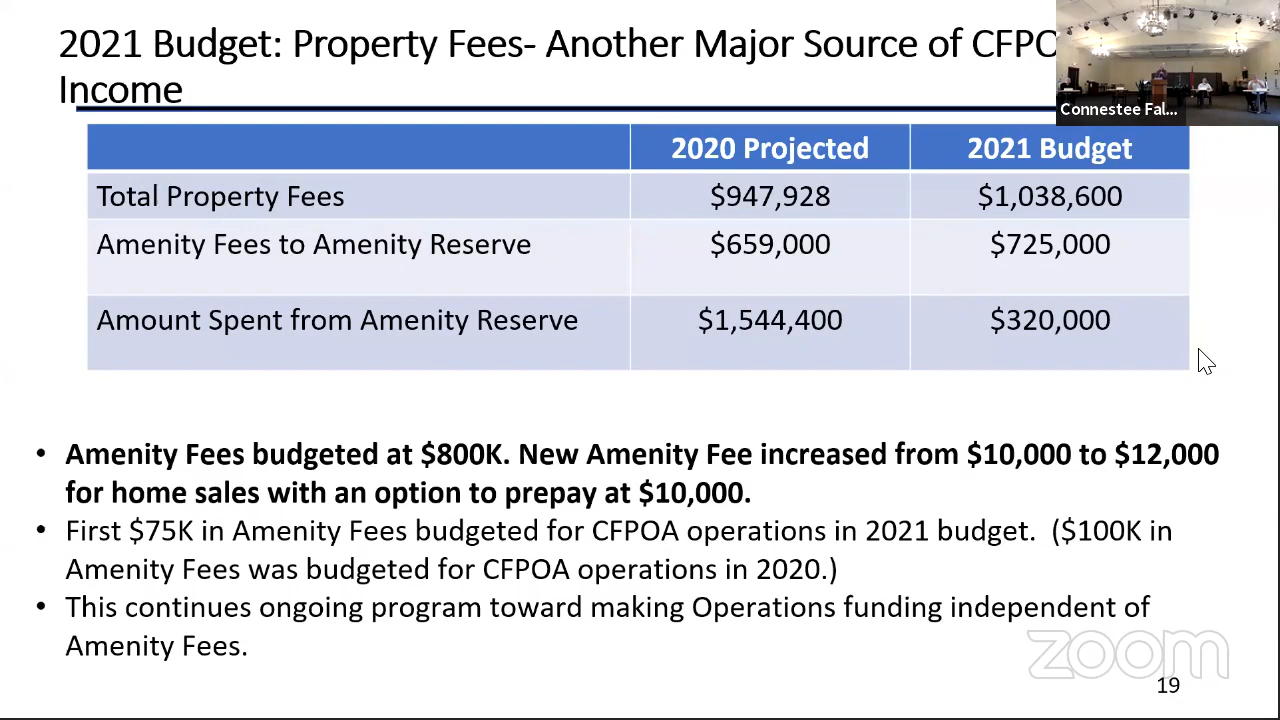 2021 Budget: Property Fees- Another Major Source of CFPO
Income
Connestee Fal...
2020 Projected 2021 Budget
Total Property Fees $947,928 $1,038,600
Amenity Fees to Amenity Reserve $659,000 $725,000
Amount Spent from Amenity Reserve $1,544,400 $320,000
• Amenity Fees budgeted at $800K. New Amenity Fee increased from $10,000 to $12,000
for home sales with an option to prepay at $10,000.
• First $75K in Amenity Fees budgeted for CFPOA operations in 2021 budget. ($100K in
Amenity Fees was budgeted for CFPOA operations in 2020.)
• This continues ongoing program toward making Operations funding independent of
Amenity Fees.
zoom
19